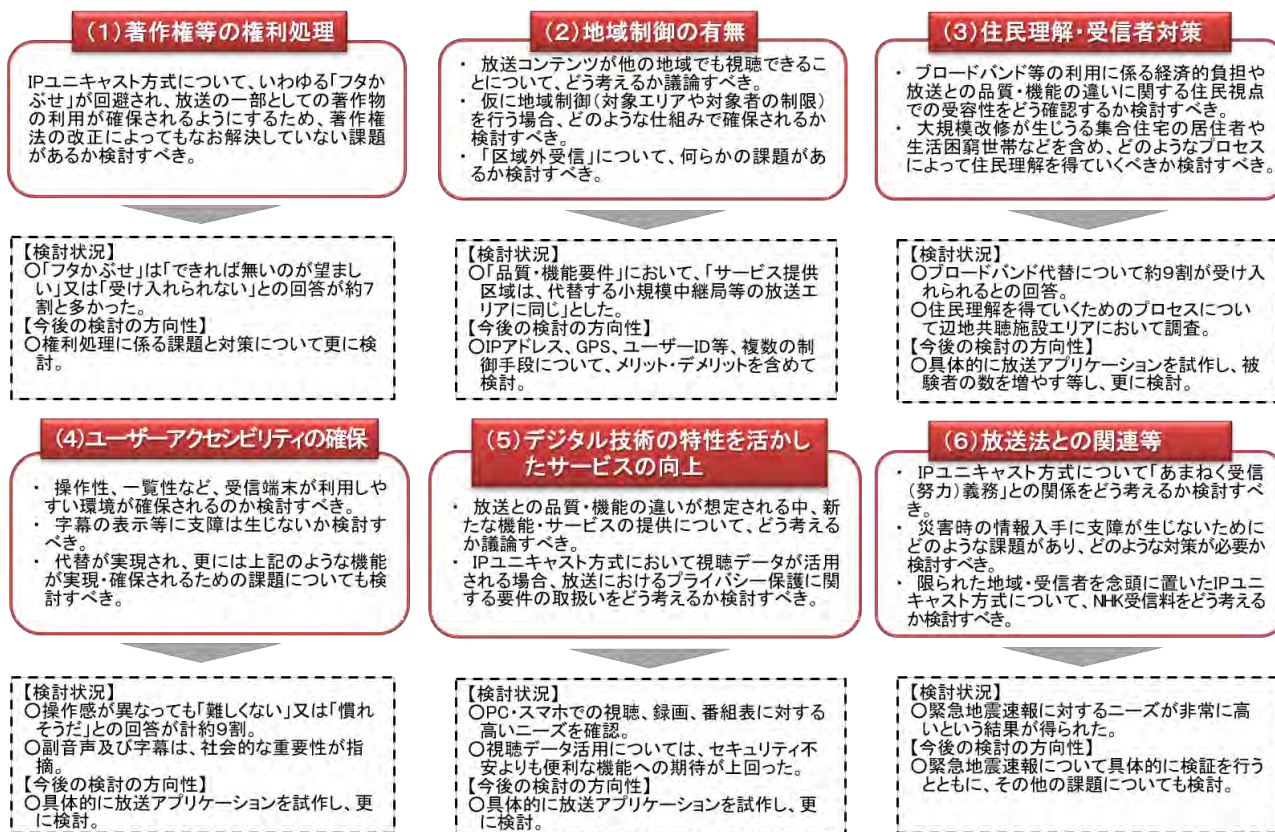 (1)著作権等の権利処理
IPユニキャスト方式について、いわゆる「フタか
ぶせ」が回避され、放送の一部としての著作物
の利用が確保されるようにするため、著作権
法の改正によってもなお解決していない課題
があるか検討すべき。
【検討状況】
○「フタかぶせ」は「できれば無いのが望まし
い」又は「受け入れられない」との回答が約7
割と多かった。
【今後の検討の方向性】
○権利処理に係る課題と対策について更に検
討。
(2)地域制御の有無
・ 放送コンテンツが他の地域でも視聴できるこ
とについて、どう考えるか議論すべき。
・ 仮に地域制御(対象エリアや対象者の制限)
を行う場合、どのような仕組みで確保されるか
検討すべき。
・ 「区域外受信」について、何らかの課題があ
るか検討すべき。
【検討状況】
○「品質・機能要件」において、「サービス提供
区域は、代替する小規模中継局等の放送エ
リアに同じ」とした。
【今後の検討の方向性】
○IPアドレス、GPS、ユーザーID等、複数の制
御手段について、メリット・デメリットを含めて
検討。
(3)住民理解・受信者対策
・ ブロードバンド等の利用に係る経済的負担や
放送との品質・機能の違いに関する住民視点
での受容性をどう確認するか検討すべき。
・ 大規模改修が生じうる集合住宅の居住者や
生活困窮世帯などを含め、どのようなプロセス
によって住民理解を得ていくべきか検討すべき。
【検討状況】
○ブロードバンド代替について約9割が受け入
れられるとの回答。
○住民理解を得ていくためのプロセスについ
て辺地共聴施設エリアにおいて調査。
【今後の検討の方向性】
○具体的に放送アプリケーションを試作し、被
験者の数を増やす等し、更に検討。
(4)ユーザーアクセシビリティの確保
・ 操作性、一覧性など、受信端末が利用しや
すい環境が確保されるのか検討すべき。
・ 字幕の表示等に支障は生じないか検討す
べき。
・ 代替が実現され、更には上記のような機能
が実現・確保されるための課題についても検
討すべき。
【検討状況】
○操作感が異なっても「難しくない」又は「慣れ
そうだ」との回答が計約9割。
○副音声及び字幕は、社会的な重要性が指
摘。
【今後の検討の方向性】
○具体的に放送アプリケーションを試作し、更
に検討。
(5)デジタル技術の特性を活かし
たサービスの向上
・ 放送との品質・機能の違いが想定される中、新
たな機能・サービスの提供について、どう考える
か議論すべき。
・ IPユニキャスト方式において視聴データが活用
される場合、放送におけるプライバシー保護に関
する要件の取扱いをどう考えるか検討すべき。
【検討状況】
○PC・スマホでの視聴、録画、番組表に対する
高いニーズを確認。
○視聴データ活用については、セキュリティ不
安よりも便利な機能への期待が上回った。
【今後の検討の方向性】
○具体的に放送アプリケーションを試作し、更
に検討。
(6)放送法との関連等
・ IPユニキャスト方式について「あまねく受信
(努力)義務」との関係をどう考えるか検討すべ
き。
・ 災害時の情報入手に支障が生じないために
どのような課題があり、どのような対策が必要か
検討すべき。
・ 限られた地域・受信者を念頭に置いたIPユニ
キャスト方式について、NHK受信料をどう考える
か検討すべき。
【検討状況】
○緊急地震速報に対するニーズが非常に高
いという結果が得られた。
【今後の検討の方向性】
○緊急地震速報について具体的に検証を行う
とともに、その他の課題についても検討。